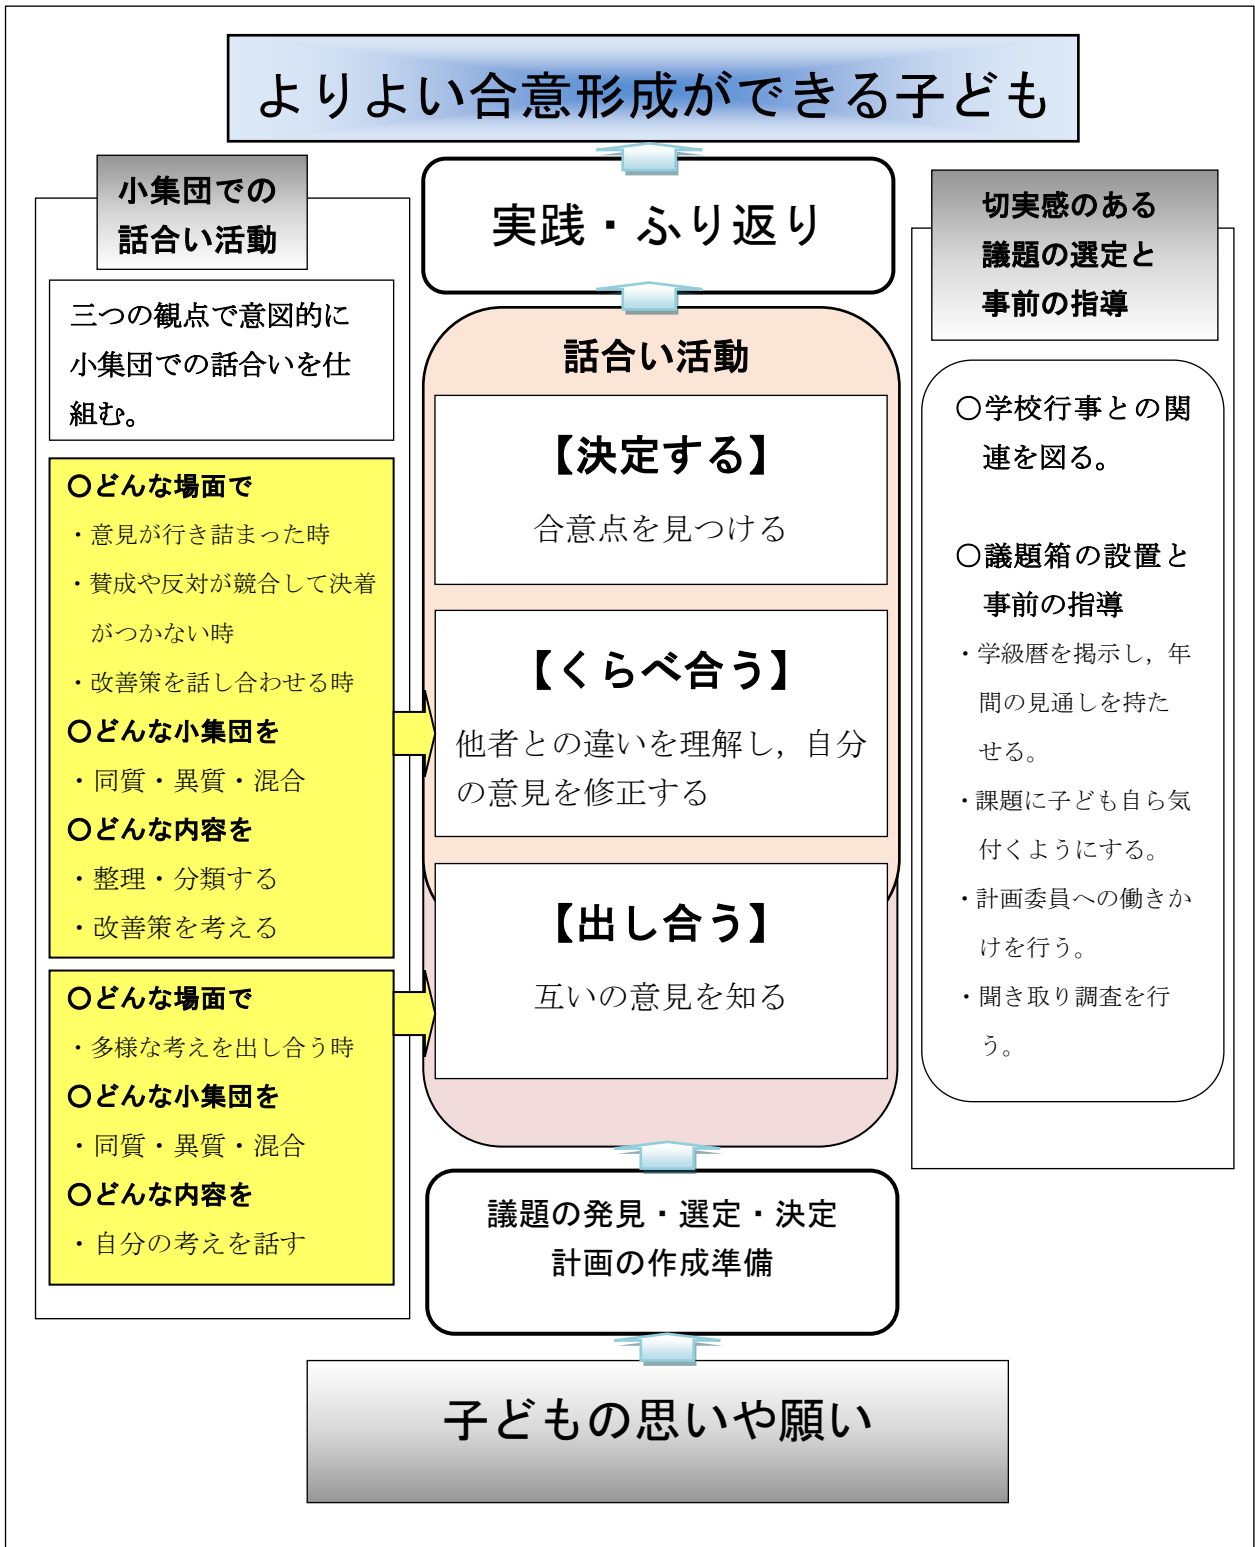 よりよい合意形成ができる子ども
小集団での
話合い活動
三つの観点で意図的に
小集団での話合いを仕
組む。
〇どんな場面で
・意見が行き詰まった時
・賛成や反対が競合して決着
がつかない時
・改善策を話し合わせる時
〇どんな小集団を
・同質・異質・混合
〇どんな内容を
・整理・分類する
・改善策を考える
〇どんな場面で
・多様な考えを出し合う時
〇どんな小集団を
・同質・異質・混合
〇どんな内容を
・自分の考えを話す
実践・ふり返り
話合い活動
【決定する】
合意点を見つける
【くらべ合う】
他者との違いを理解し，自分
の意見を修正する
【出し合う】
互いの意見を知る
議題の発見・選定・決定
計画の作成準備
子どもの思いや願い
切実感のある
議題の選定と
事前の指導
〇学校行事との関
連を図る。
〇議題箱の設置と
事前の指導
・学級暦を掲示し，年
間の見通しを持た
せる。
・課題に子ども自ら気
付くようにする。
・計画委員への働きか
けを行う。
・聞き取り調査を行
う。